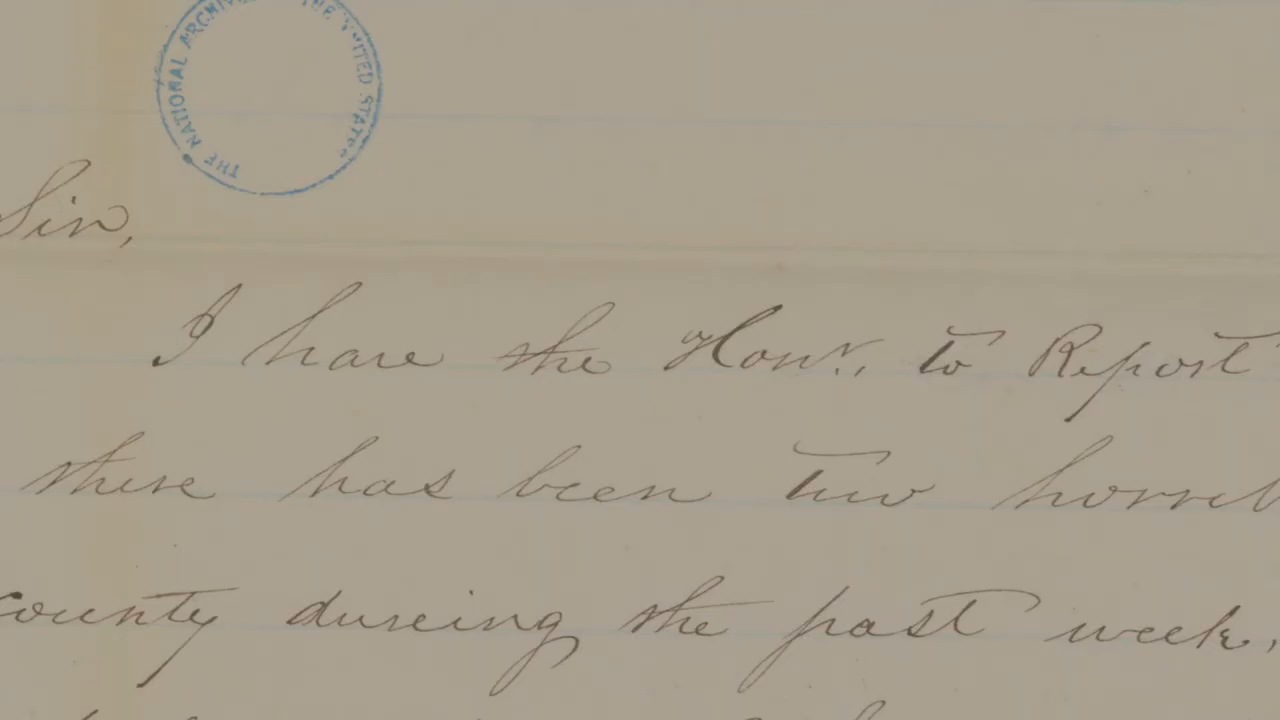 THE NATIONAL ARCHIVES THE UNITED STATES
Sir,
I have the Honr., to Report
there has been two horrib
county dureing the past week,